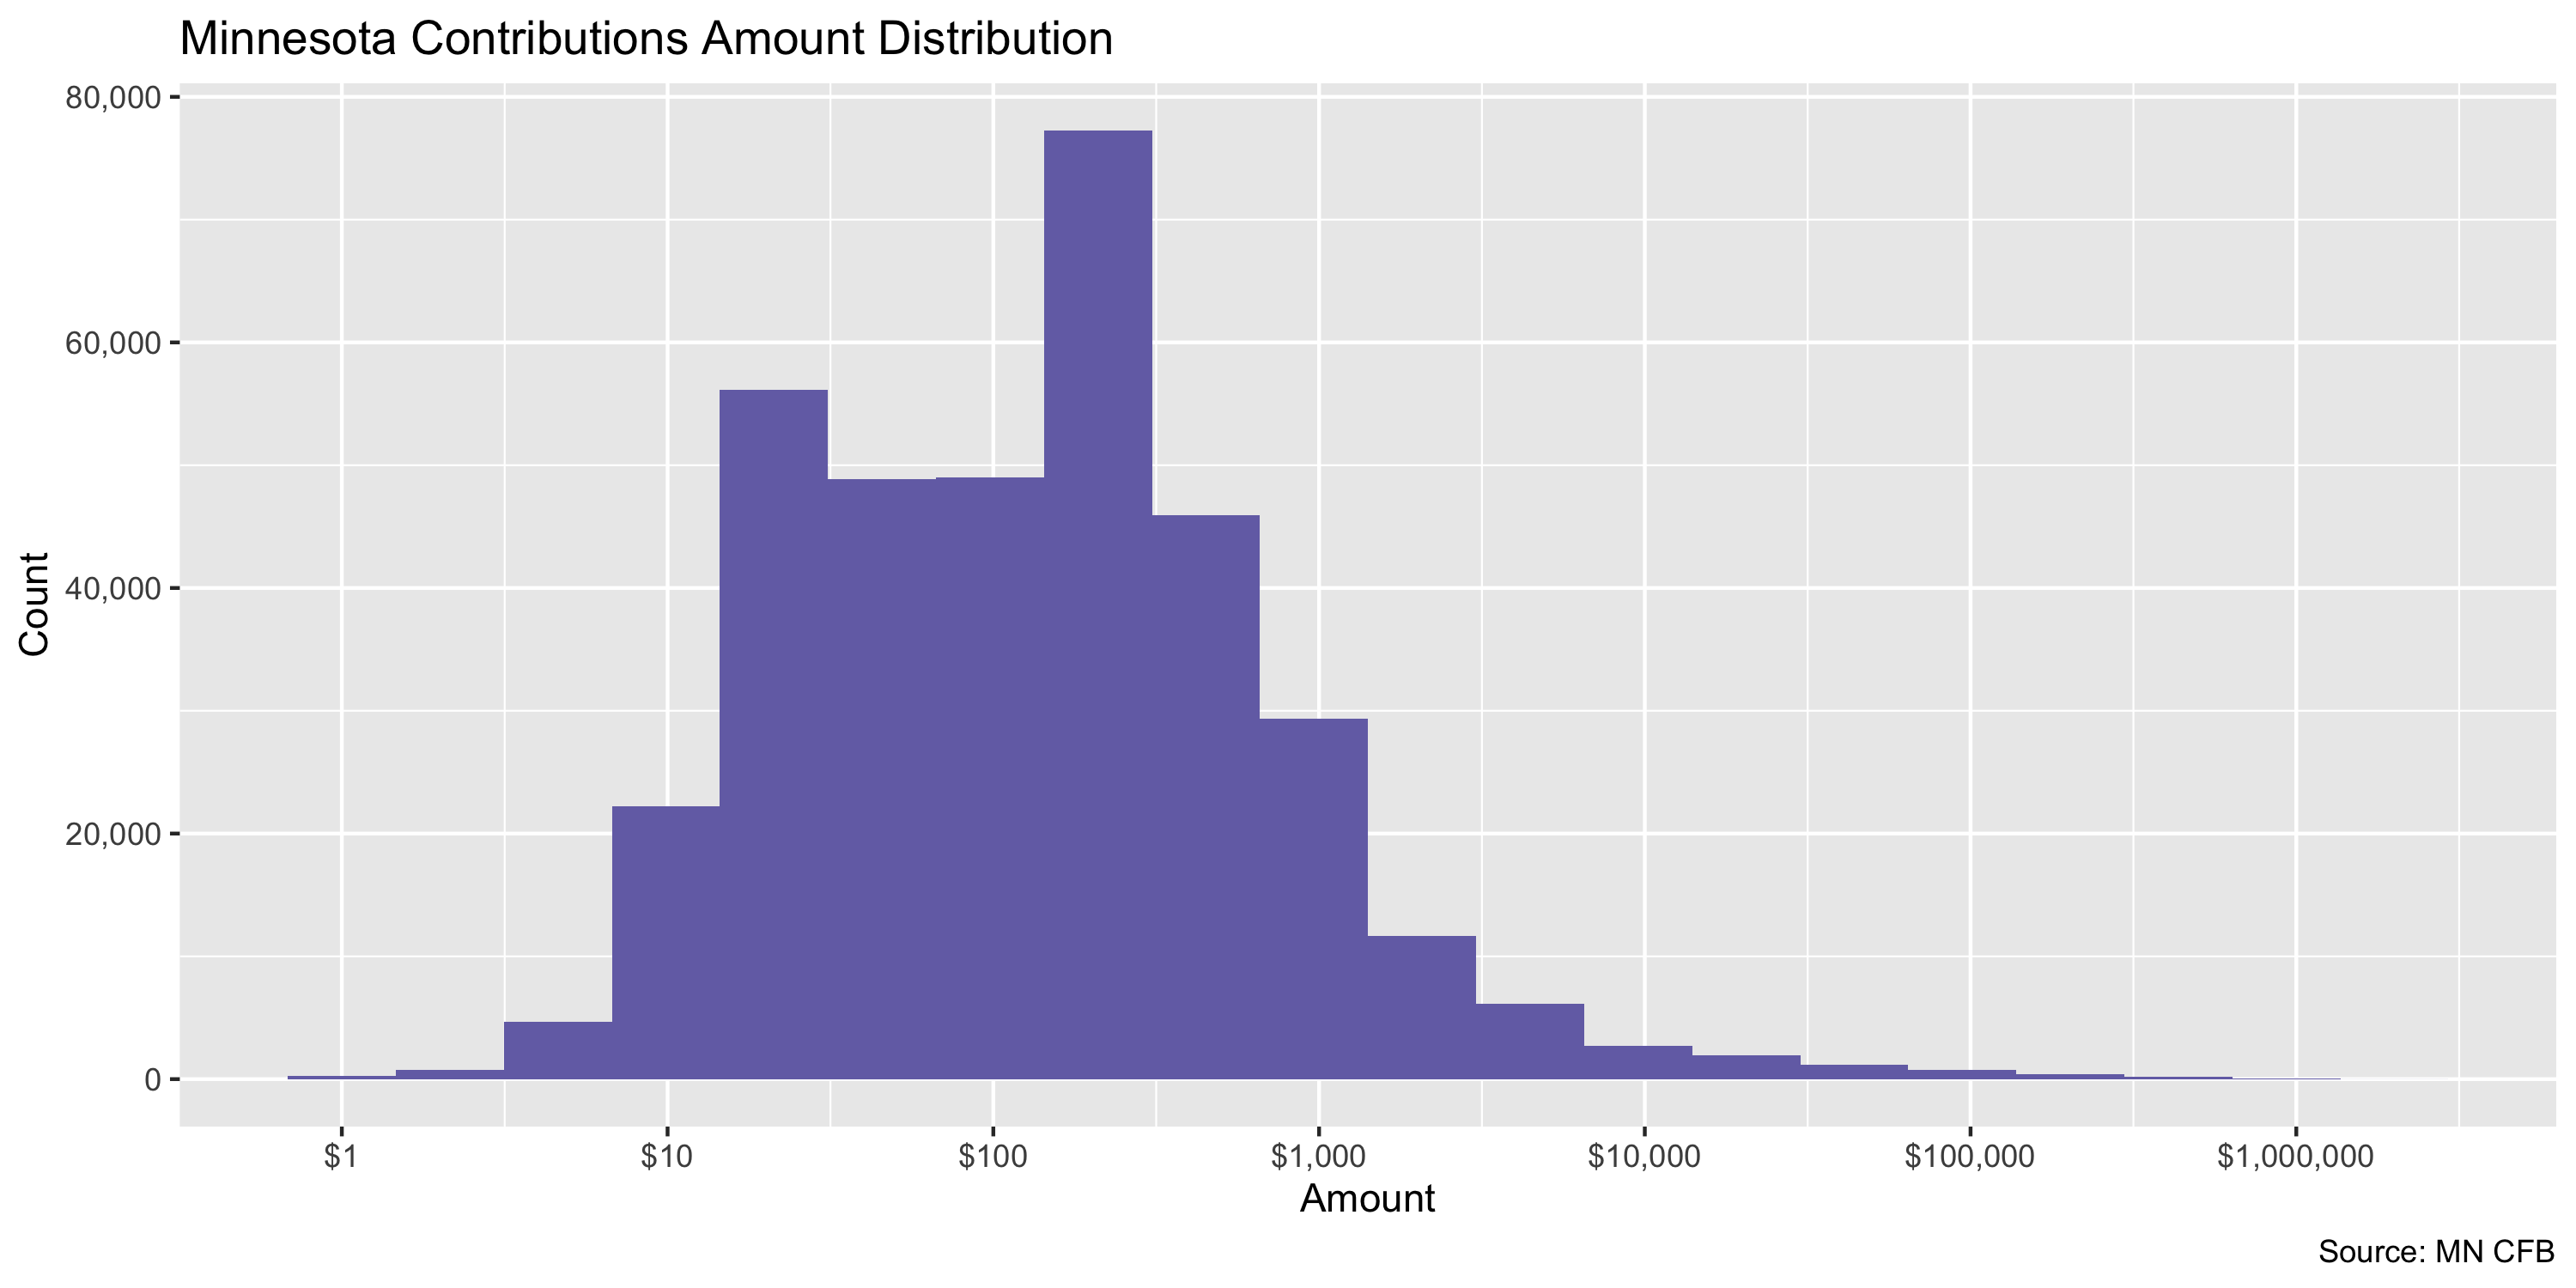 Minnesota Contributions Amount Distribution
80,000
60,000
40,000
20,000
0
Count
$1 $10 $100 $1,000 $10,000 $100,000 $1,000,000
Amount
Source: MN CFB